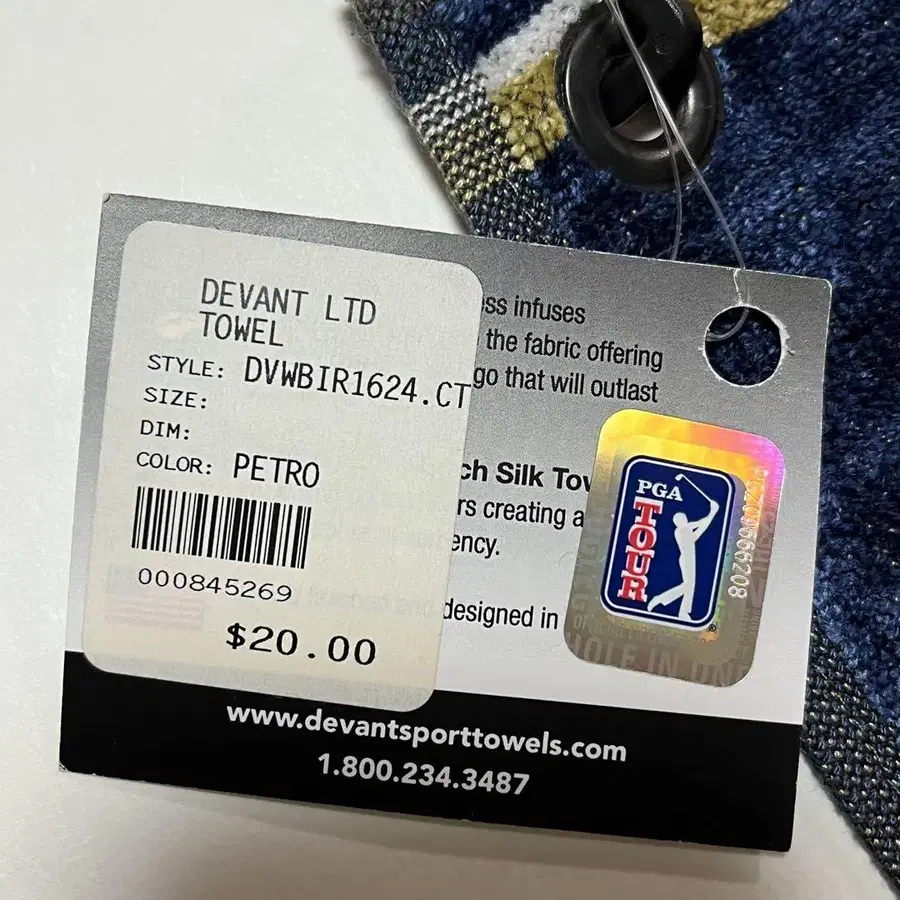 DEVANT LTD
TOWEL
STYLE: DVWBIR1624.CT
SIZE:
DIM:
COLOR: PETRO
000845269
$20.00
ss infuses
the fabric offering
go that will outlast
ch Silk Tow
rs creating a
ency.
designed in
PGA
TOUR
HOLE IN ONE
www.devantsporttowels.com
1.800.234.3487